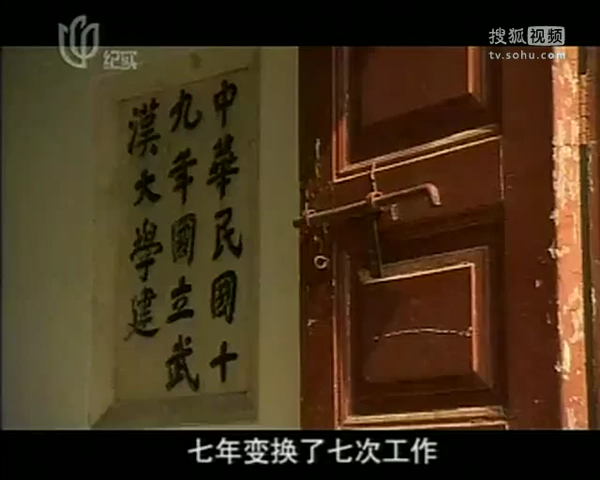 纪实
搜狐视频
tv.sohu.com
中華民國十
九年國立武
漢大學建
七年变换了七次工作